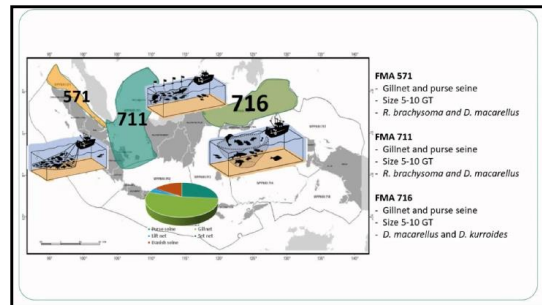 571
711
716
Purse seine
Gill net
Lift net
Danish seine
FMA 571
- Gillnet and purse seine
- Size 5-10 GT
- R. brachysoma and D. macarellus
FMA 711
- Gillnet and purse seine
- Size 5-10 GT
- R. brachysoma and D. macarellus
FMA 716
- Gillnet and purse seine
- Size 5-10 GT
- D. macarellus and D. kurroides